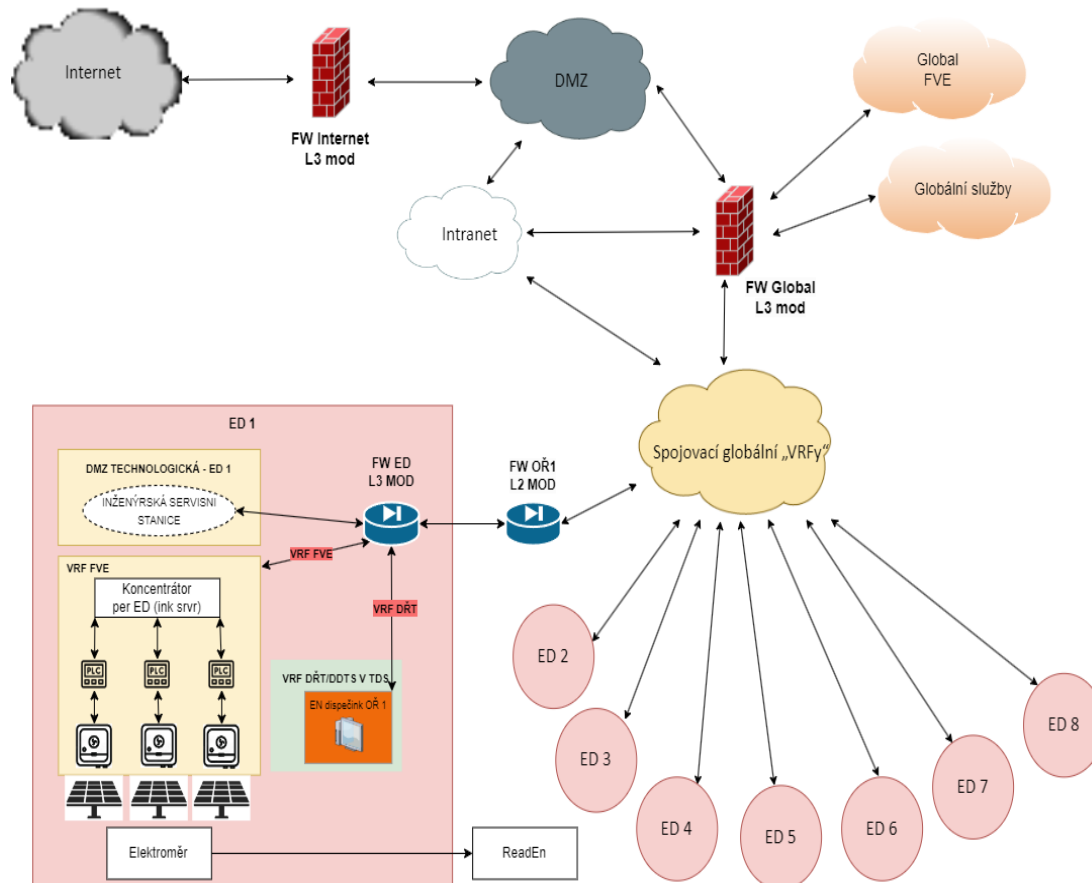 Internet
FW Internet
L3 mod
DMZ
Global
FVE
Globální služby
Intranet
FW Global
L3 mod
Spojovací globální „VRFy“
ED 1
DMZ TECHNOLOGICKÁ - ED 1
INŽENÝRSKÁ SERVISNI
STANICE
FW ED
L3 MOD
FW OŘ1
L2 MOD
VRF FVE
VRF FVE
Koncentrátor
per ED (ink srvr)
PLC
PLC
PLC
VRF DŘT
VRF DŘT/DDTS V TDS
EN dispečink OŘ 1
Elektroměr
ReadEn
ED 2
ED 3
ED 4
ED 5
ED 6
ED 7
ED 8